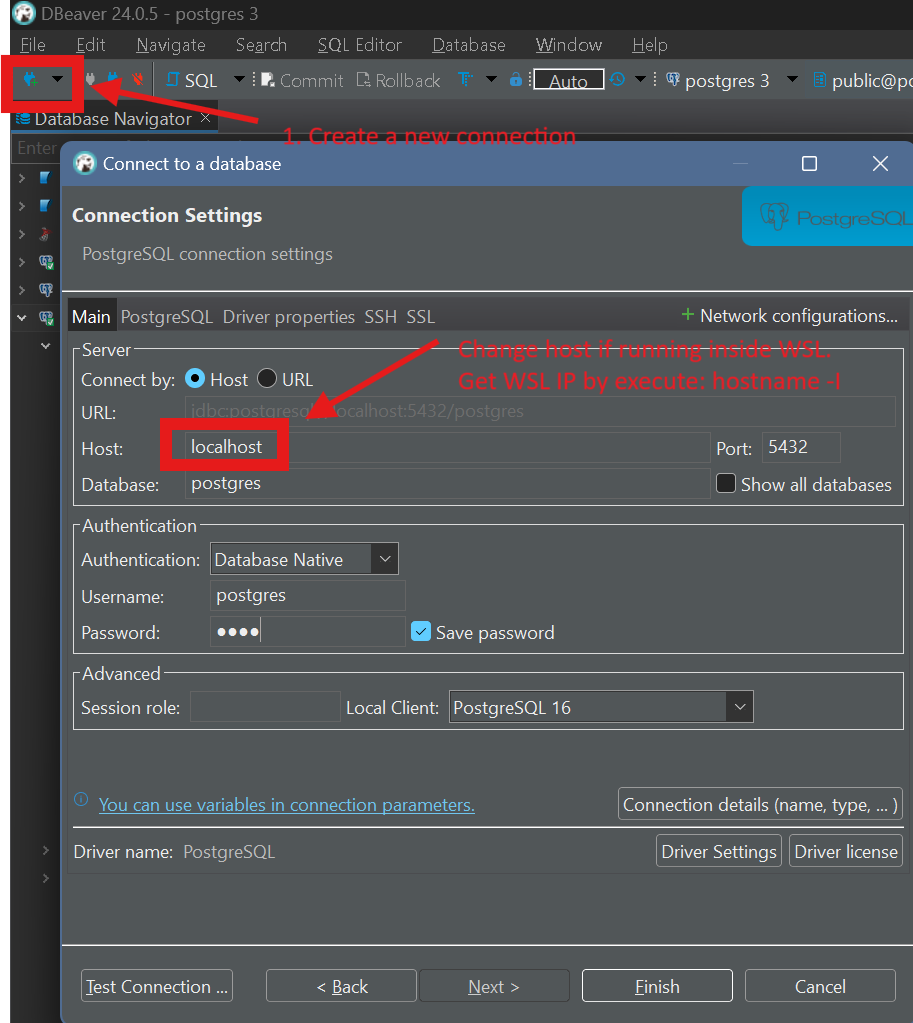 DBeaver 24.0.5 - postgres 3
File Edit Navigate Search SQL Editor Database Window Help
SQL Commit Rollback Auto postgres 3 public@po
Database Navigator
1. Create a new connection
Enter
Connect to a database
Connection Settings
PostgreSQL
PostgreSQL connection settings
Main PostgreSQL Driver properties SSH SSL + Network configurations...
Server
Change host if running inside WSL.
Connect by: Host URL
Get WSL IP by execute: hostname -I
URL: jdbc:postgresql://localhost:5432/postgres
Host: localhost Port: 5432
Database: postgres Show all databases
Authentication
Authentication: Database Native
Username: postgres
Password: ●●●● Save password
Advanced
Session role: Local Client: PostgreSQL 16
You can use variables in connection parameters.
Connection details (name, type, ... )
Driver name: PostgreSQL Driver Settings Driver license
Test Connection ... < Back Next > Finish Cancel